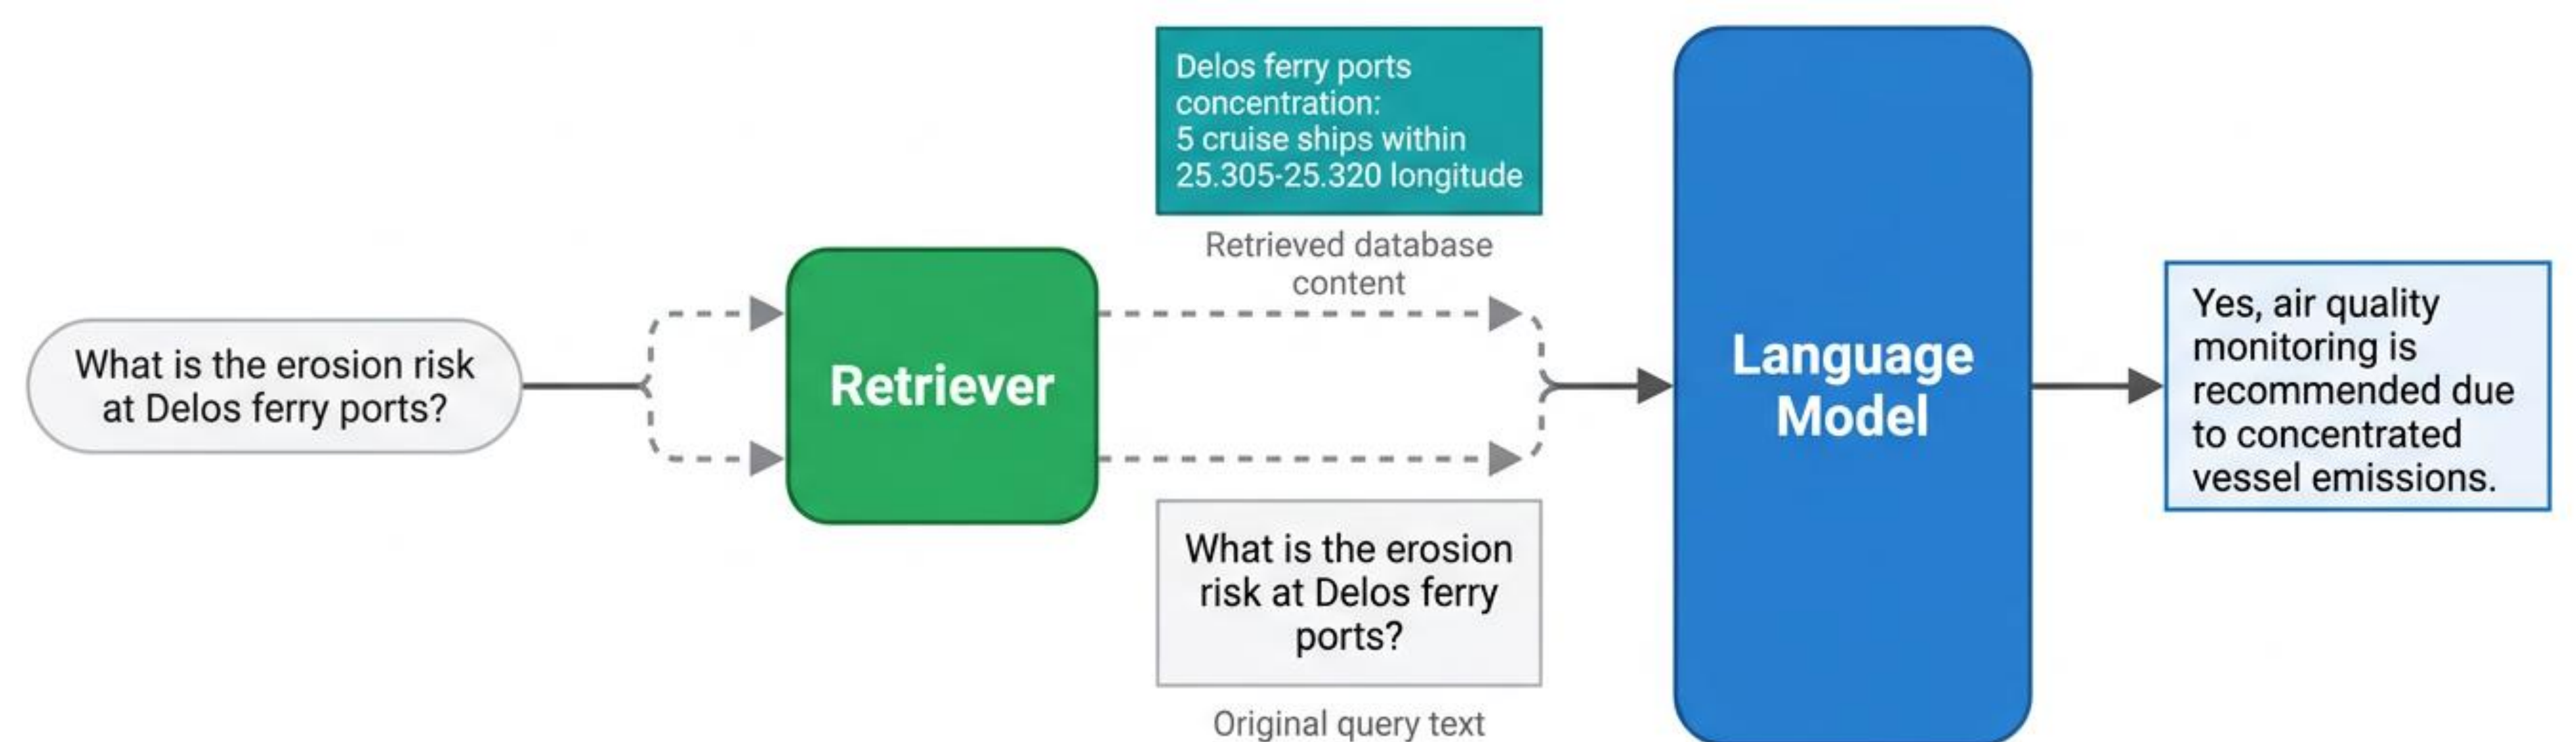 What is the erosion risk
at Delos ferry ports?
Retriever
Delos ferry ports
concentration:
5 cruise ships within
25.305-25.320 longitude
Retrieved database
content
What is the erosion
risk at Delos ferry
ports?
Original query text
Language
Model
Yes, air quality
monitoring is
recommended due
to concentrated
vessel emissions.